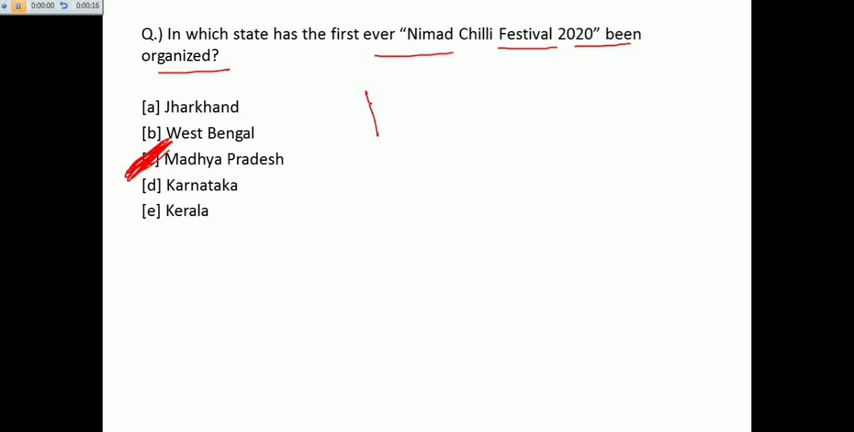 0:00:00 0:00:16
Q.) In which state has the first ever “Nimad Chilli Festival 2020” been
organized?
[a] Jharkhand
[b] West Bengal
] Madhya Pradesh
[d] Karnataka
[e] Kerala